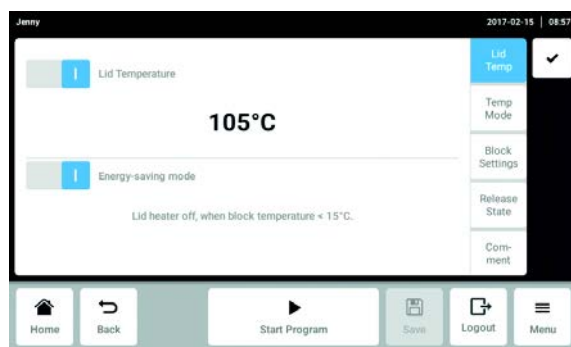 Jenny
2017-02-15 | 08:57
Lid Temperature
105°C
Energy-saving mode
Lid heater off, when block temperature < 15°C.
Lid
Temp
Temp
Mode
Block
Settings
Release
State
Com-
ment
Home
Back
Start Program
Save
Logout
Menu